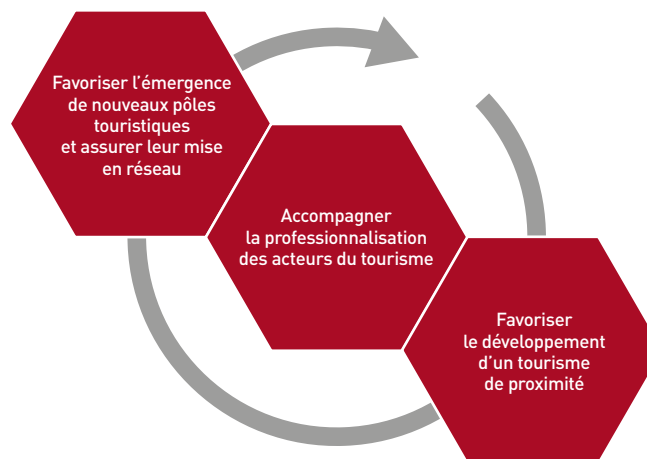 Favoriser l’émergence
de nouveaux pôles
touristiques
et assurer leur mise
en réseau
Accompagner
la professionnalisation
des acteurs du tourisme
Favoriser
le développement
d’un tourisme
de proximité